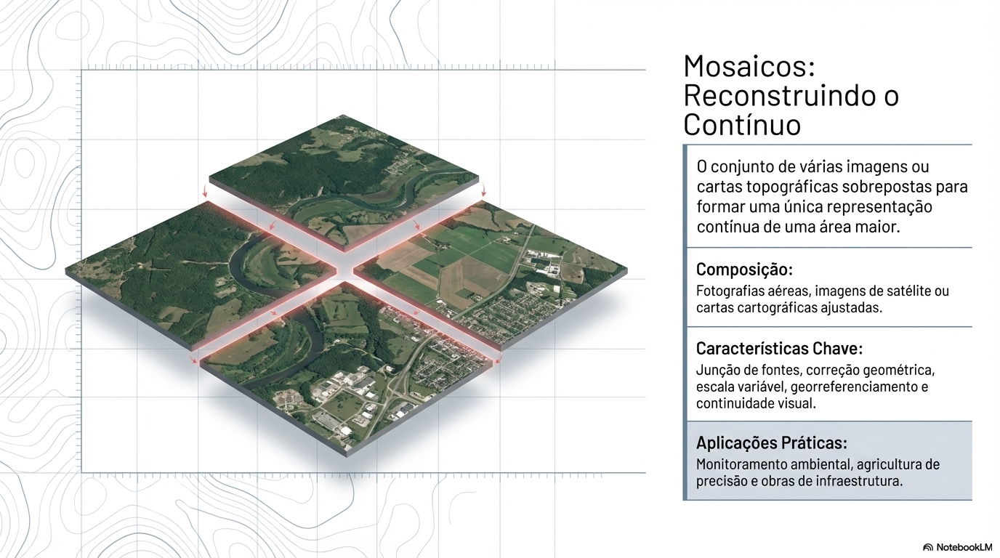 Mosaicos:
Reconstruindo o
Contínuo
O conjunto de várias imagens ou
cartas topográficas sobrepostas para
formar uma única representação
contínua de uma área maior.
Composição:
Fotografias aéreas, imagens de satélite ou
cartas cartográficas ajustadas.
Características Chave:
Junção de fontes, correção geométrica,
escala variável, georreferenciamento e
continuidade visual.
Aplicações Práticas:
Monitoramento ambiental, agricultura de
precisão e obras de infraestrutura.
NotebookLM